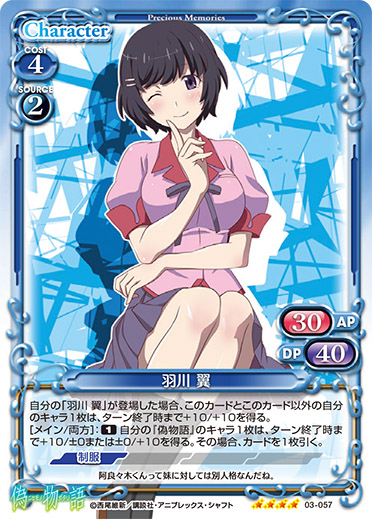 Precious Memories
Character
COST
4
SOURCE
2
30 AP
DP 40
羽川 翼
自分の「羽川 翼」が登場した場合、このカードとこのカード以外の自分
のキャラ1枚は、ターン終了時まで+10/+10を得る。
[メイン/両方]:1 自分の「偽物語」のキャラ1枚は、ターン終了時ま
で+10/±0または±0/+10を得る。その場合、カードを1枚引く。
制服
阿良々木くんって妹に対しては別人格なんだね。
偽物語
©西尾維新/講談社・アニプレックス・シャフト
03-057